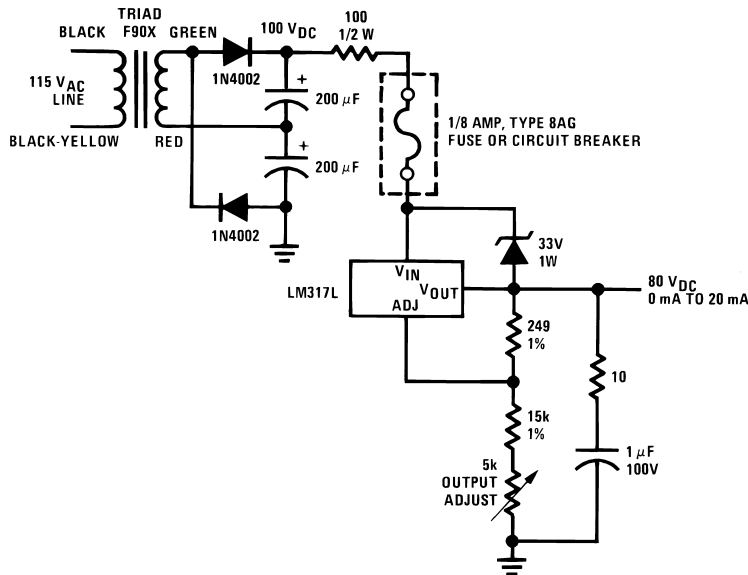 TRIAD
F90X
BLACK
GREEN
100 VDC
100
1/2 W
1N4002
+
200 µF
115 VAC
LINE
BLACK-YELLOW
RED
+
200 µF
1N4002
1/8 AMP, TYPE 8AG
FUSE OR CIRCUIT BREAKER
33V
1W
VIN
LM317L
VOUT
ADJ
80 VDC
0 mA TO 20 mA
249
1%
10
15k
1%
1 µF
100V
5k
OUTPUT
ADJUST